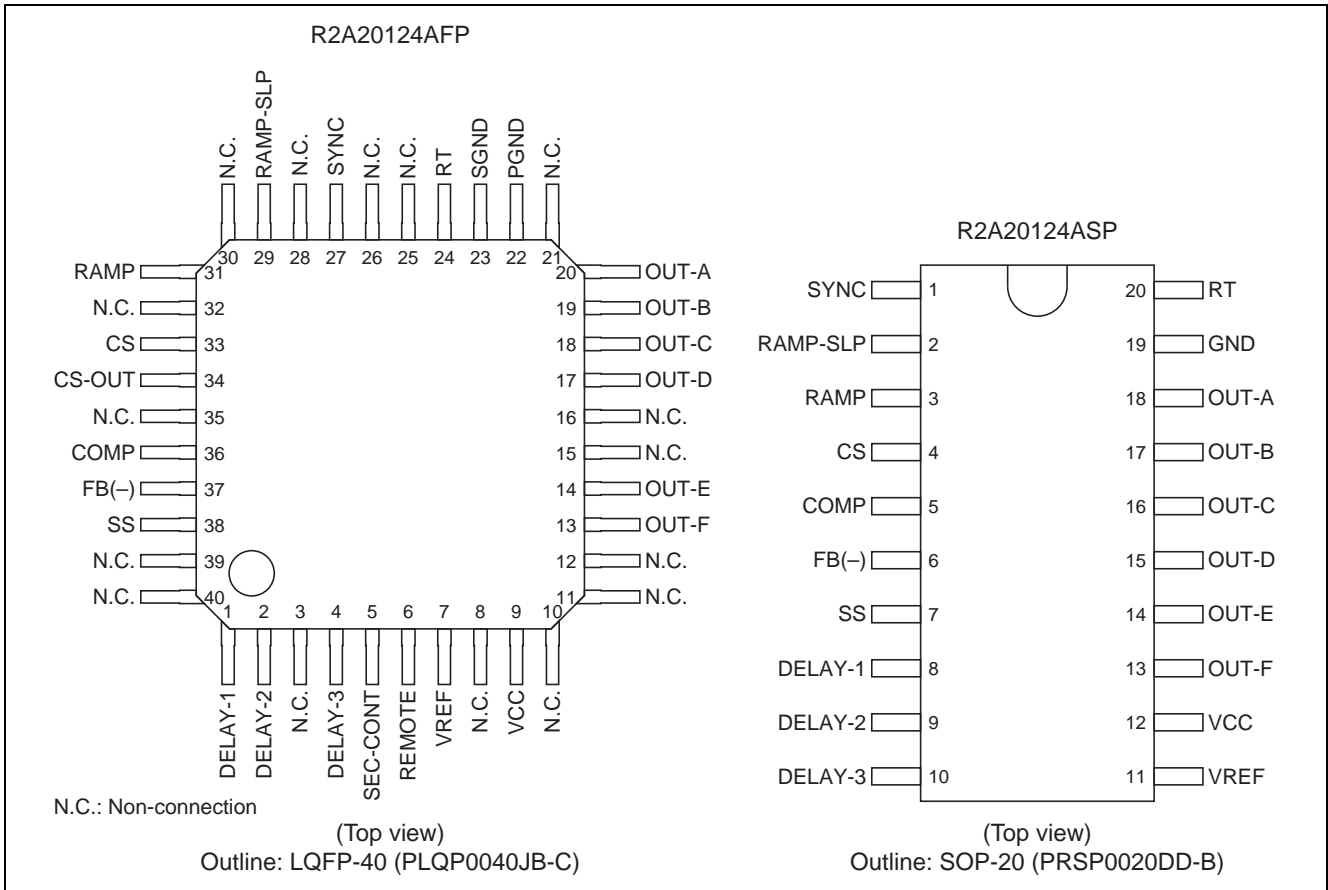 R2A20124AFP
N.C.
RAMP-SLP
N.C.
SYNC
N.C.
N.C.
RT
SGND
PGND
N.C.
30 29 28 27 26 25 24 23 22 21
RAMP 31
N.C. 32
CS 33
CS-OUT 34
N.C. 35
COMP 36
FB(–) 37
SS 38
N.C. 39
N.C. 40
20 OUT-A
19 OUT-B
18 OUT-C
17 OUT-D
16 N.C.
15 N.C.
14 OUT-E
13 OUT-F
12 N.C.
11 N.C.
1 2 3 4 5 6 7 8 9 10
DELAY-1
DELAY-2
N.C.
DELAY-3
SEC-CONT
REMOTE
VREF
N.C.
VCC
N.C.
N.C.: Non-connection
(Top view)
Outline: LQFP-40 (PLQP0040JB-C)
R2A20124ASP
SYNC 1 20 RT
RAMP-SLP 2 19 GND
RAMP 3 18 OUT-A
CS 4 17 OUT-B
COMP 5 16 OUT-C
FB(–) 6 15 OUT-D
SS 7 14 OUT-E
DELAY-1 8 13 OUT-F
DELAY-2 9 12 VCC
DELAY-3 10 11 VREF
(Top view)
Outline: SOP-20 (PRSP0020DD-B)